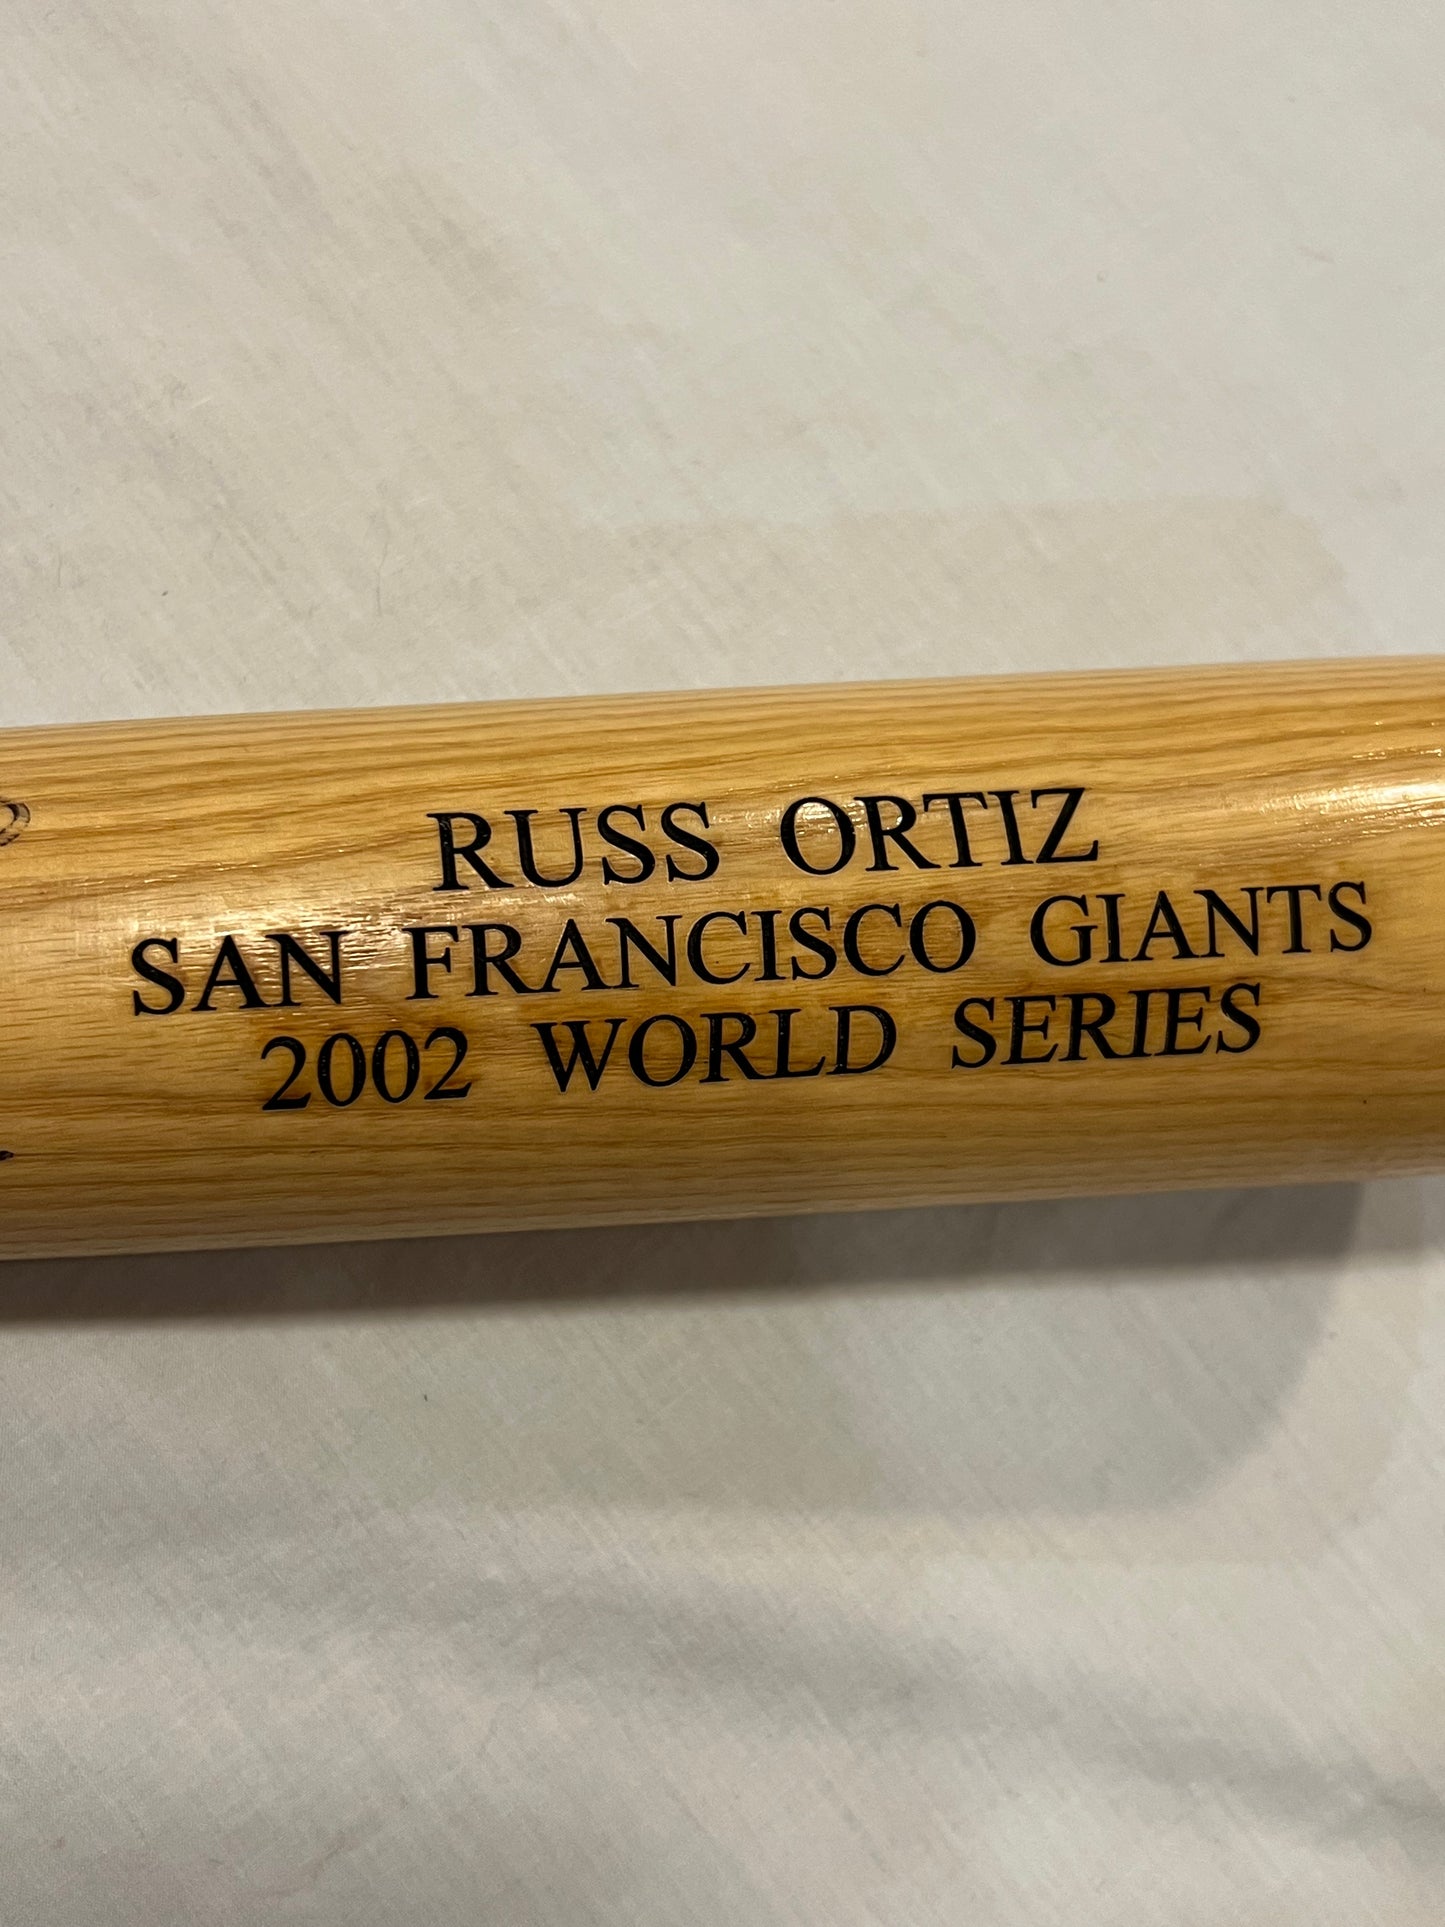 RUSS ORTIZ
SAN FRANCISCO GIANTS
2002 WORLD SERIES